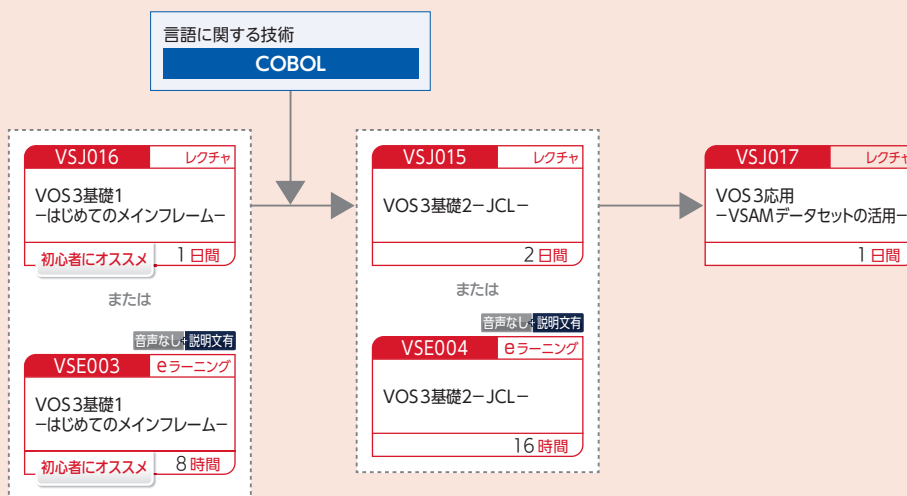 言語に関する技術
COBOL
VSJ016 レクチャ
VOS3基礎1
−はじめてのメインフレーム−
初心者にオススメ 1日間
または
音声なし+説明文有
VSE003 eラーニング
VOS3基礎1
−はじめてのメインフレーム−
初心者にオススメ 8時間
VSJ015 レクチャ
VOS3基礎2−JCL−
2日間
または
音声なし+説明文有
VSE004 eラーニング
VOS3基礎2−JCL−
16時間
VSJ017 レクチャ
VOS3応用
−VSAMデータセットの活用−
1日間